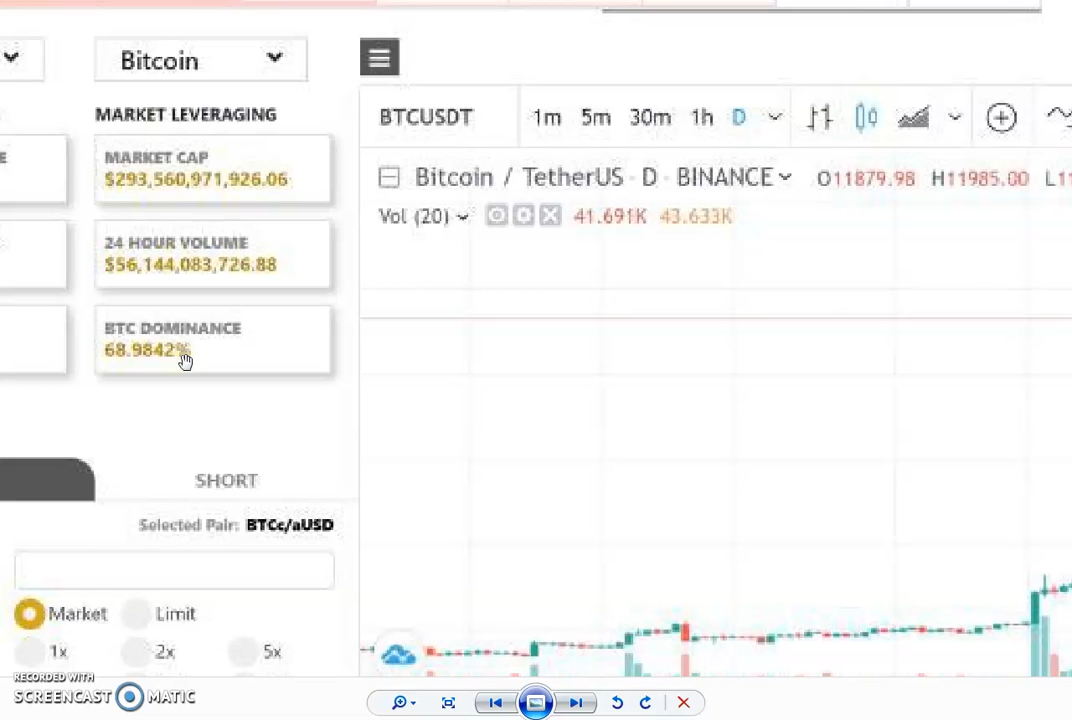 Bitcoin
MARKET LEVERAGING
MARKET CAP
$293,560,971,926.06
24 HOUR VOLUME
$56,144,083,726.88
BTC DOMINANCE
68.9842%
SHORT
Selected Pair: BTCc/aUSD
Market Limit
1x 2x 5x
BTCUSDT 1m 5m 30m 1h D
Bitcoin / TetherUS · D · BINANCE O11879.98 H11985.00
Vol (20) 41.691K 43.633K
RECORDED WITH
SCREENCAST MATIC